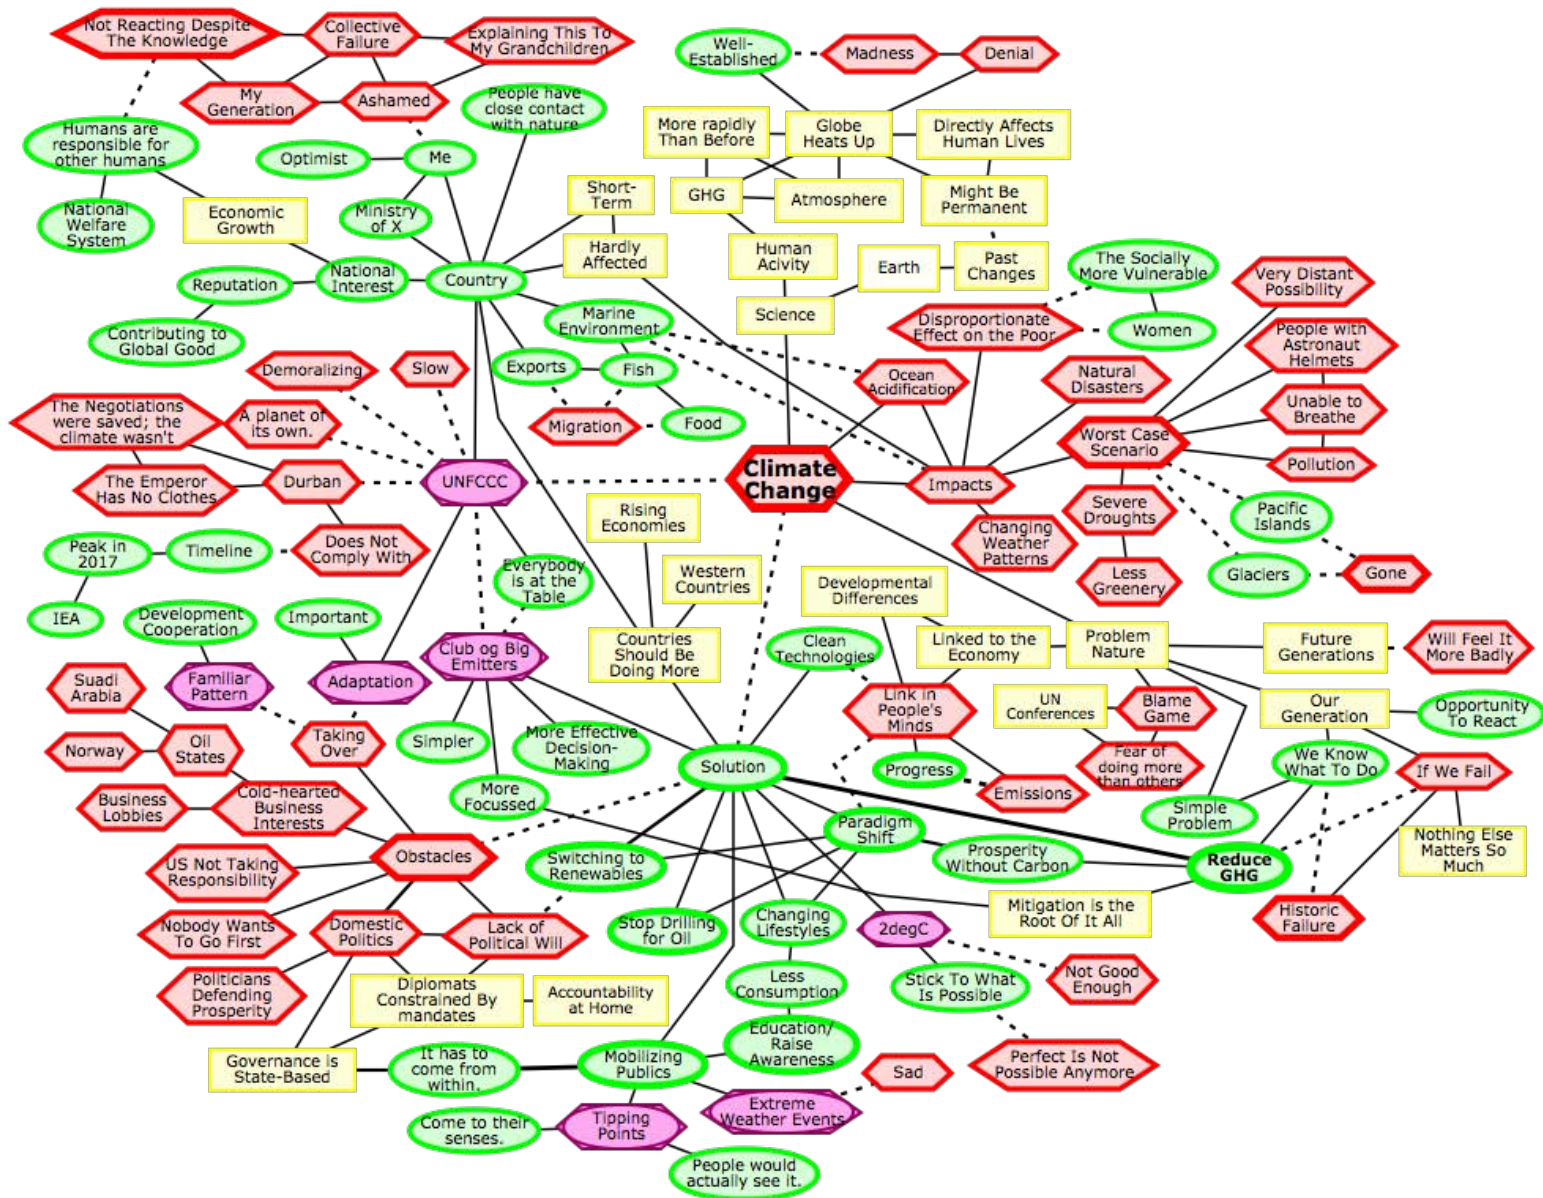 Not Reacting Despite
The Knowledge
Collective
Failure
Explaining This To
My Grandchildren
My
Generation
Ashamed
People have
close contact
with nature
Humans are
responsible for
other humans
Optimist
Me
National
Welfare
System
Economic
Growth
Ministry
of X
Short-
Term
Hardly
Affected
Reputation
National
Interest
Country
Contributing to
Global Good
Well-
Established
Madness
Denial
More rapidly
Than Before
Globe
Heats Up
Directly Affects
Human Lives
GHG
Atmosphere
Might Be
Permanent
Human
Acivity
Earth
Past
Changes
Science
The Socially
More Vulnerable
Women
Disproportionate
Effect on the Poor
Very Distant
Possibility
People with
Astronaut
Helmets
Unable to
Breathe
Pollution
Marine
Environment
Exports
Fish
Migration
Food
Ocean
Acidification
Natural
Disasters
Worst Case
Scenario
Demoralizing
Slow
The Negotiations
were saved; the
climate wasn't
A planet of
its own.
The Emperor
Has No Clothes
Durban
UNFCCC
Climate
Change
Impacts
Changing
Weather
Patterns
Severe
Droughts
Less
Greenery
Pacific
Islands
Glaciers
Gone
Does Not
Comply With
Peak in
2017
Timeline
IEA
Rising
Economies
Western
Countries
Countries
Should Be
Doing More
Everybody
is at the
Table
Development
Cooperation
Important
Familiar
Pattern
Adaptation
Club og Big
Emitters
Developmental
Differences
Clean
Technologies
Linked to the
Economy
Problem
Nature
Future
Generations
Will Feel It
More Badly
Suadi
Arabia
Norway
Oil
States
Taking
Over
Simpler
More Effective
Decision-
Making
More
Focussed
Solution
Link in
People's
Minds
Progress
Emissions
UN
Conferences
Blame
Game
Fear of
doing more
than others
Our
Generation
Opportunity
To React
We Know
What To Do
If We Fail
Simple
Problem
Nothing Else
Matters So
Much
Historic
Failure
Business
Lobbies
Cold-hearted
Business
Interests
Obstacles
US Not Taking
Responsibility
Nobody Wants
To Go First
Domestic
Politics
Lack of
Political Will
Politicians
Defending
Prosperity
Diplomats
Constrained By
mandates
Accountability
at Home
Switching to
Renewables
Paradigm
Shift
Prosperity
Without Carbon
Reduce
GHG
Stop Drilling
for Oil
Changing
Lifestyles
2degC
Mitigation is the
Root Of It All
Less
Consumption
Stick To What
Is Possible
Not Good
Enough
Education/
Raise
Awareness
Perfect Is Not
Possible Anymore
Governance is
State-Based
It has to
come from
within.
Mobilizing
Publics
Sad
Extreme
Weather Events
Come to their
senses.
Tipping
Points
People would
actually see it.